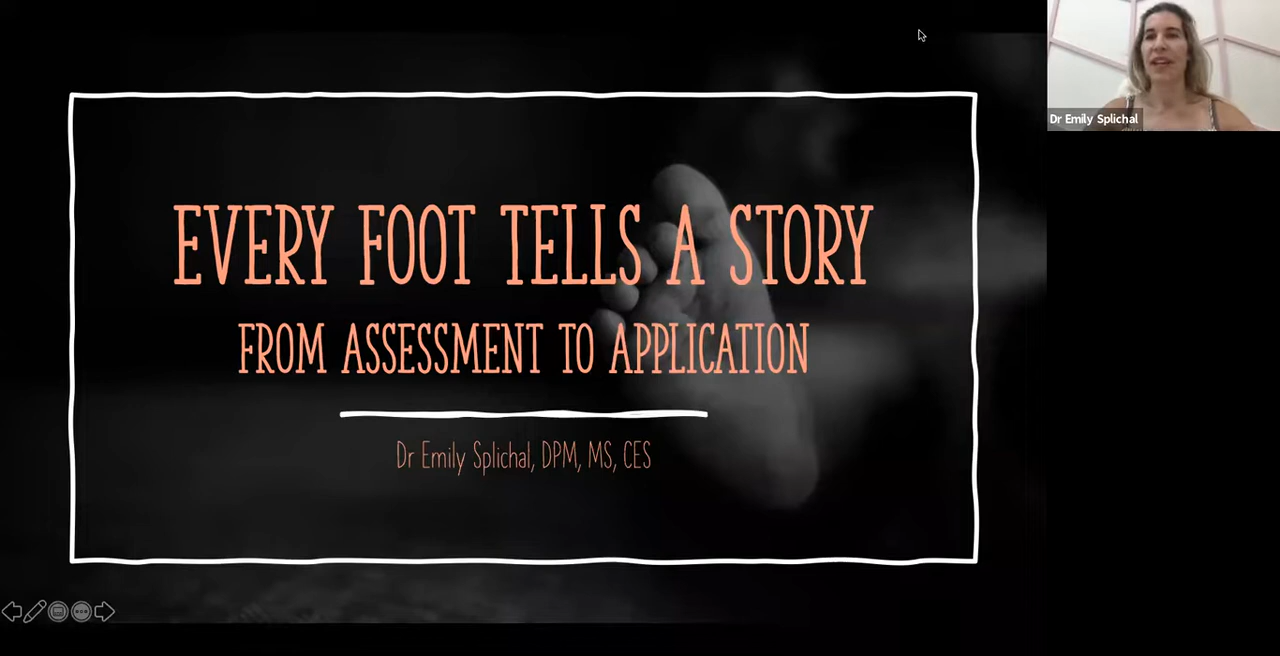 EVERY FOOT TELLS A STORY
FROM ASSESSMENT TO APPLICATION
Dr Emily Splichal, DPM, MS, CES
Dr Emily Splichal